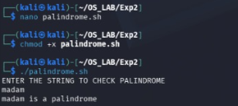 (kali㉿kali)-[~/OS_LAB/Exp2]
$ nano palindrome.sh
(kali㉿kali)-[~/OS_LAB/Exp2]
$ chmod +x palindrome.sh
(kali㉿kali)-[~/OS_LAB/Exp2]
$ ./palindrome.sh
ENTER THE STRING TO CHECK PALINDROME
madam
madam is a palindrome